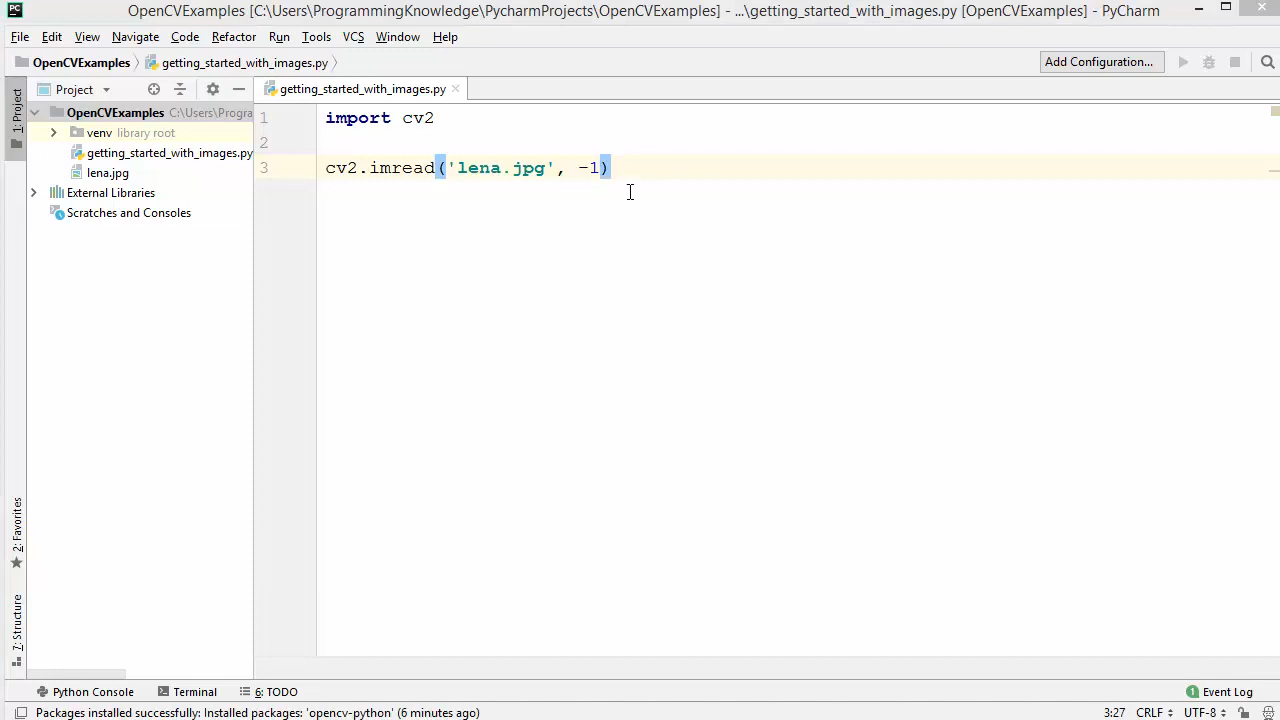 OpenCVExamples [C:\Users\ProgrammingKnowledge\PycharmProjects\OpenCVExamples] - ...\getting_started_with_images.py [OpenCVExamples] - PyCharm
File Edit View Navigate Code Refactor Run Tools VCS Window Help
OpenCVExamples getting_started_with_images.py Add Configuration...
1: Project
Project
getting_started_with_images.py
OpenCVExamples C:\Users\Progra
venv library root
getting_started_with_images.py
lena.jpg
External Libraries
Scratches and Consoles
1 import cv2
2
3 cv2.imread('lena.jpg', -1)
2: Favorites
7: Structure
Python Console Terminal 6: TODO 1 Event Log
Packages installed successfully: Installed packages: 'opencv-python' (6 minutes ago) 3:27 CRLF UTF-8